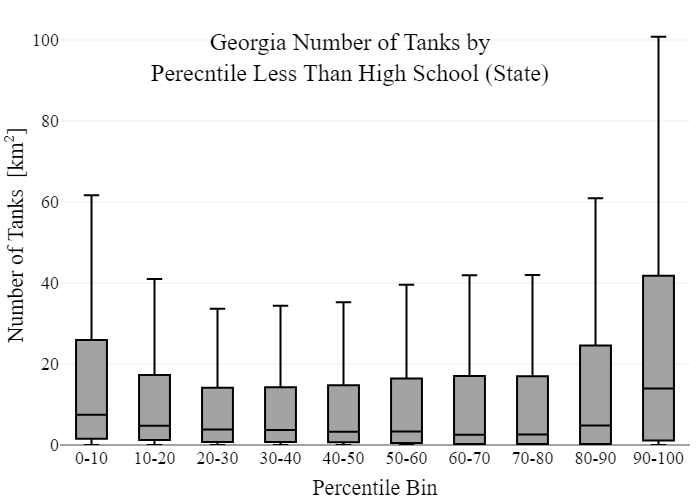 Georgia Number of Tanks by
Perecntile Less Than High School (State)
Number of Tanks [km²]
100
80
60
40
20
0
0-10 10-20 20-30 30-40 40-50 50-60 60-70 70-80 80-90 90-100
Percentile Bin